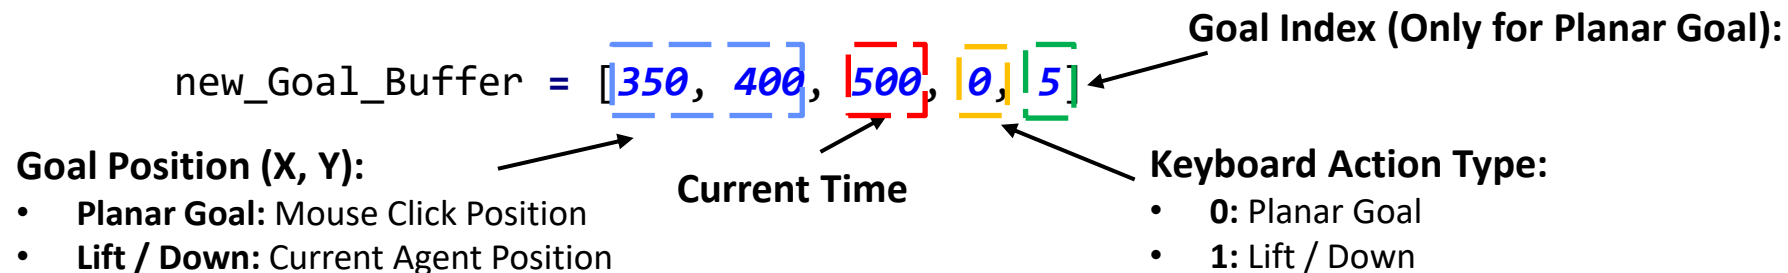 Goal Index (Only for Planar Goal):
new_Goal_Buffer = [350, 400, 500, 0, 5]
Goal Position (X, Y):
• Planar Goal: Mouse Click Position
• Lift / Down: Current Agent Position
Current Time
Keyboard Action Type:
• 0: Planar Goal
• 1: Lift / Down